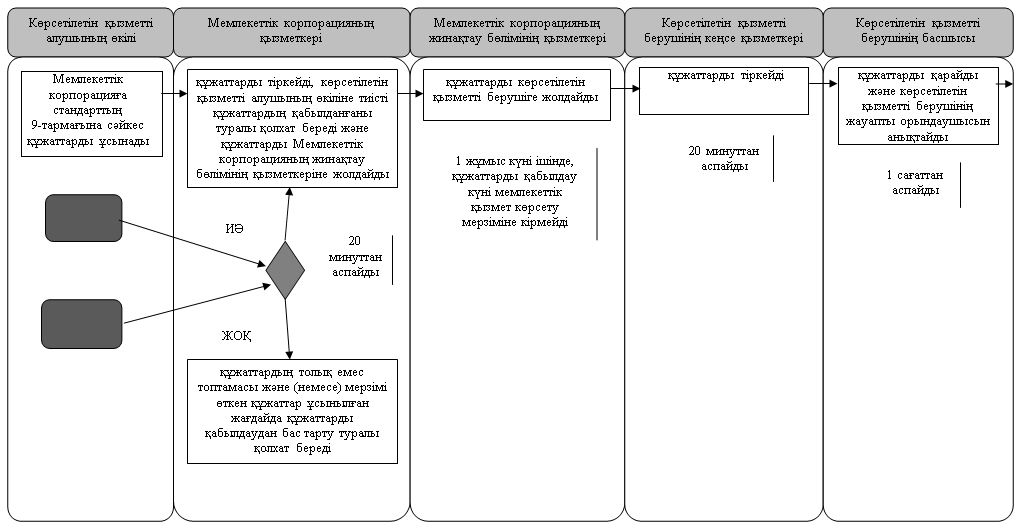 Көрсетілетін қызметті
алушының өкілі
Мемлекеттік корпорацияның
қызметкері
Мемлекеттік корпорацияның
жинақтау бөлімінің қызметкері
Көрсетілетін қызметті
берушінің кеңсе қызметкері
Көрсетілетін қызметті
берушінің басшысы
Мемлекеттік
корпорацияға
стандарттың
9-тармағына сәйкес
құжаттарды ұсынады
құжаттарды тіркейді, көрсетілетін
қызметті алушының өкіліне тиісті
құжаттардың қабылданғаны
туралы қолхат береді және
құжаттарды Мемлекеттік
корпорацияның жинақтау
бөлімінің қызметкеріне жолдайды
құжаттарды көрсетілетін
қызметті берушіге жолдайды
құжаттарды тіркейді
құжаттарды қарайды
және көрсетілетін
қызметті берушінің
жауапты орындаушысын
анықтайды
1 жұмыс күні ішінде,
құжаттарды қабылдау
күні мемлекеттік
қызмет көрсету
мерзіміне кірмейді
20 минуттан
аспайды
1 сағаттан
аспайды
ИӘ
20
минуттан
аспайды
ЖОҚ
құжаттардың толық емес
топтамасы және (немесе) мерзімі
өткен құжаттар ұсынылған
жағдайда құжаттарды
қабылдаудан бас тарту туралы
қолхат береді